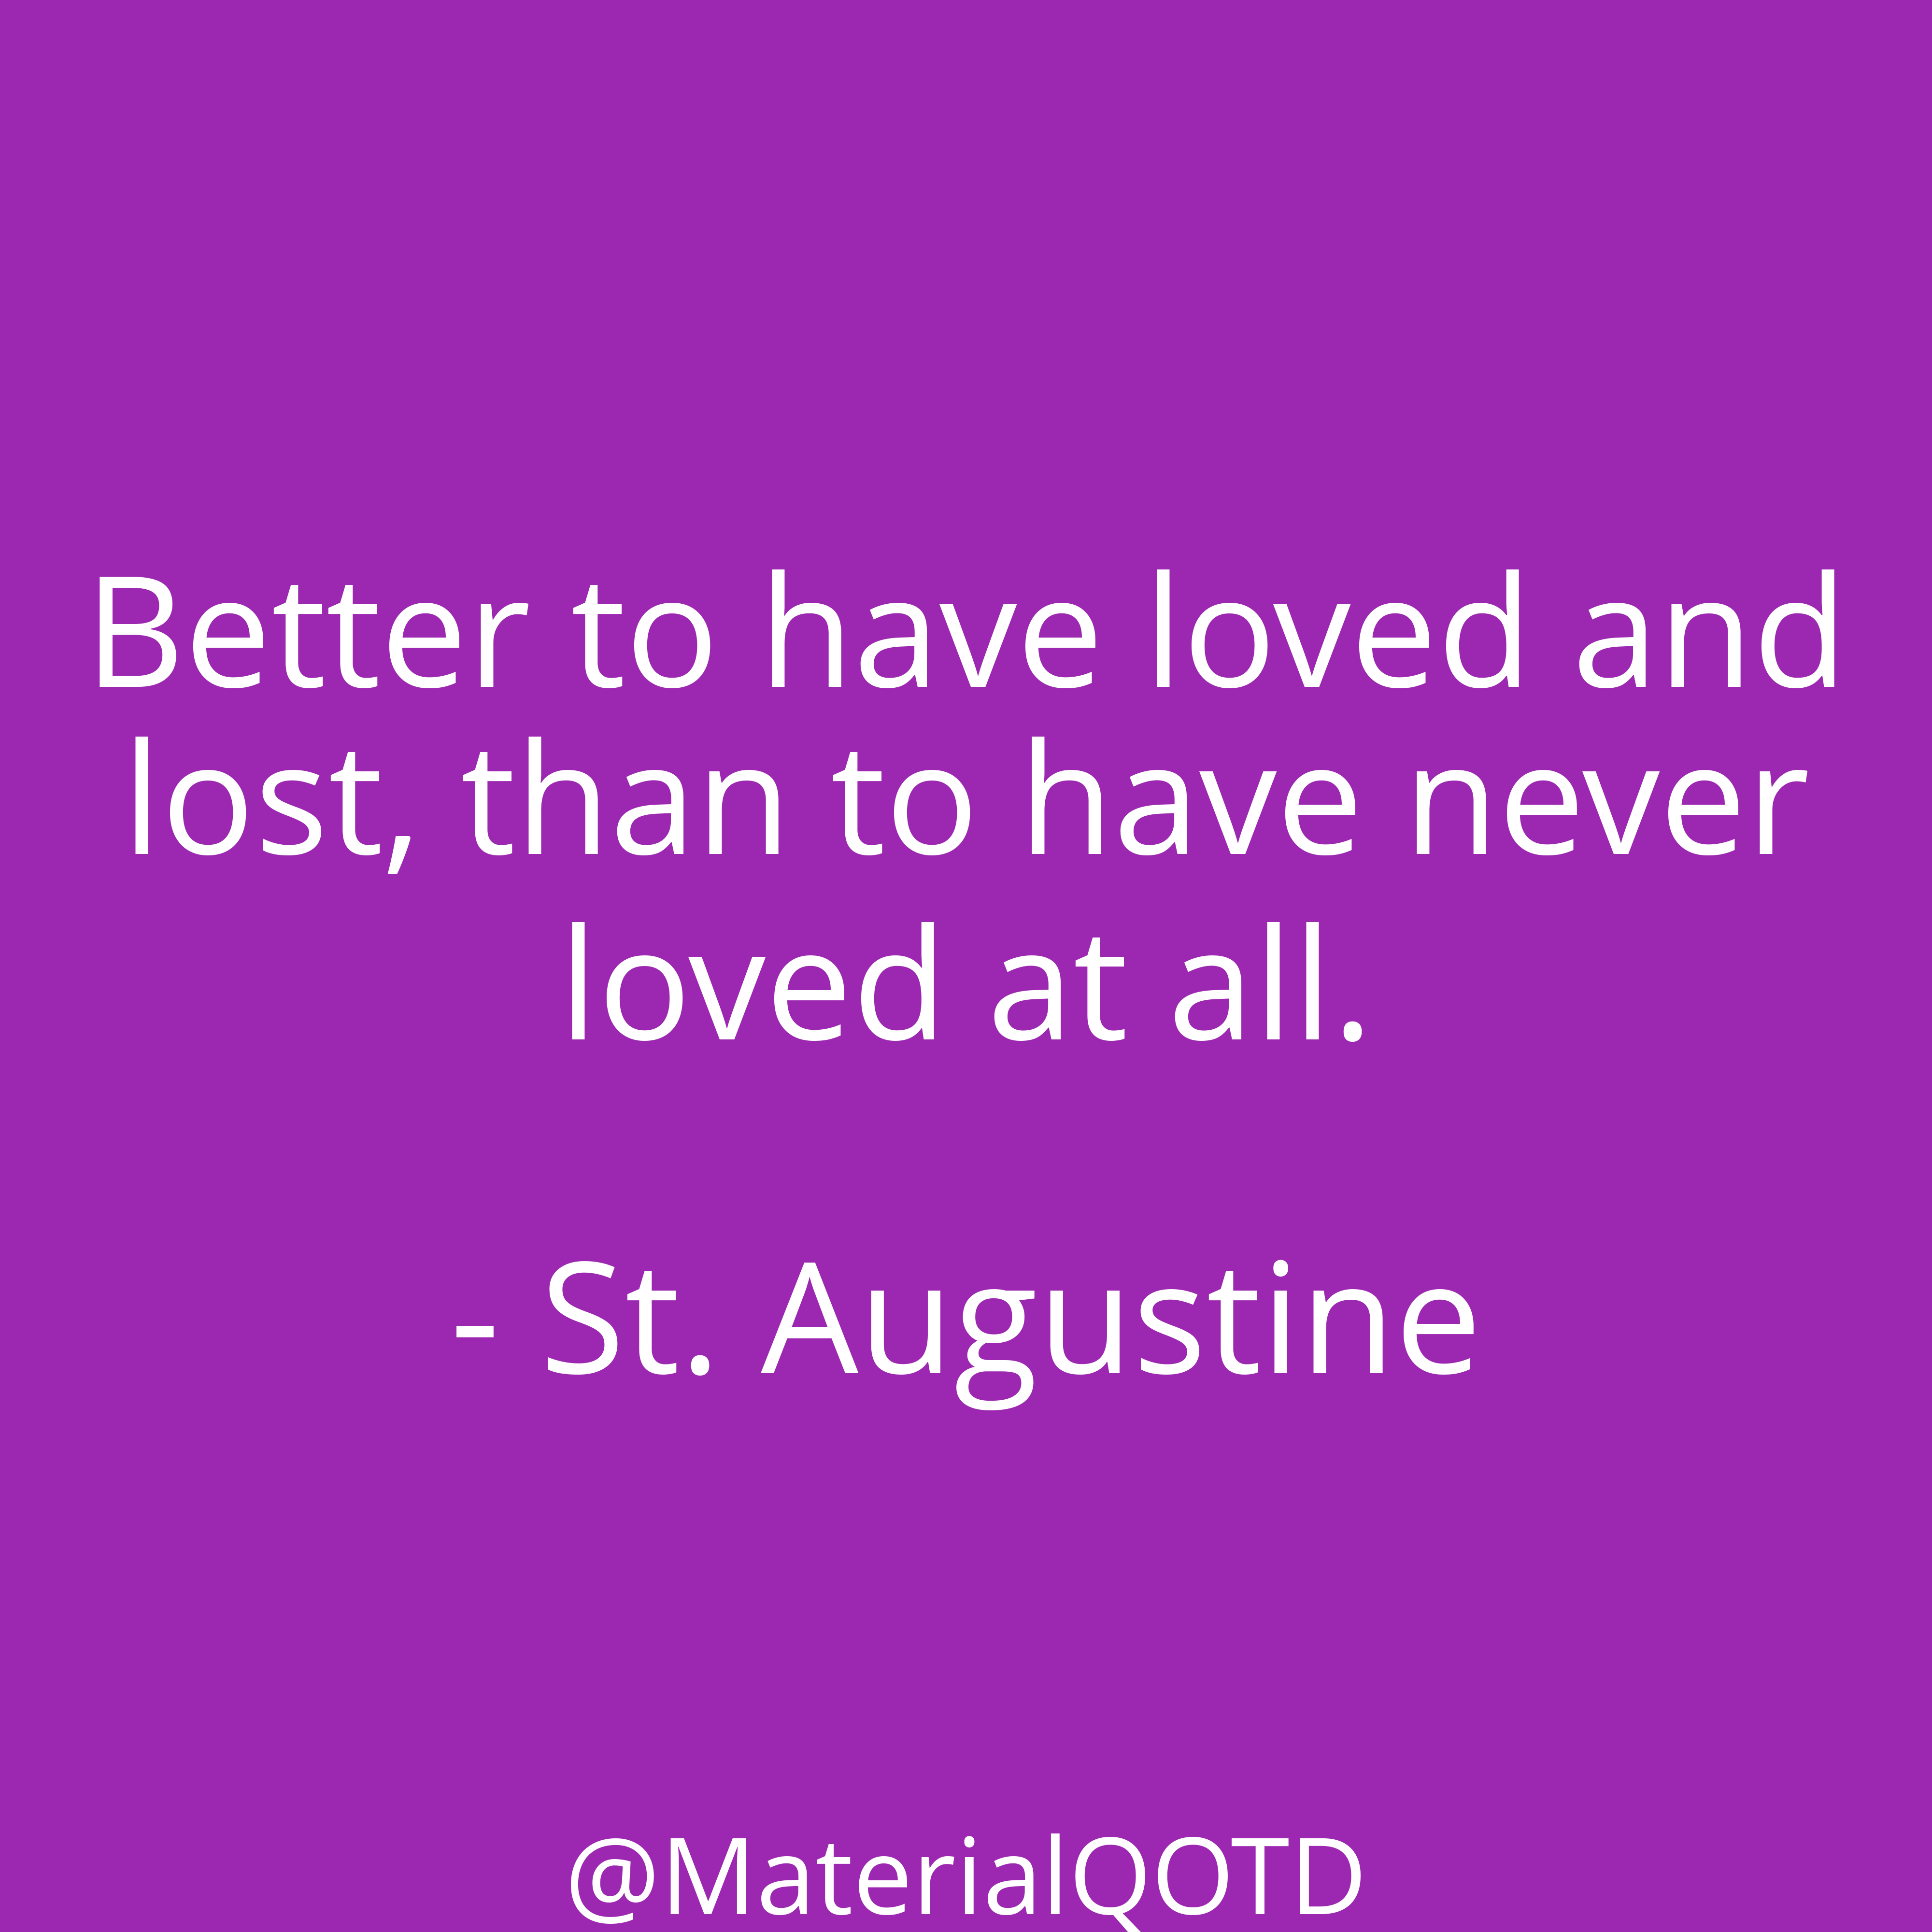 Better to have loved and
lost, than to have never
loved at all.
- St. Augustine
@MaterialQOTD